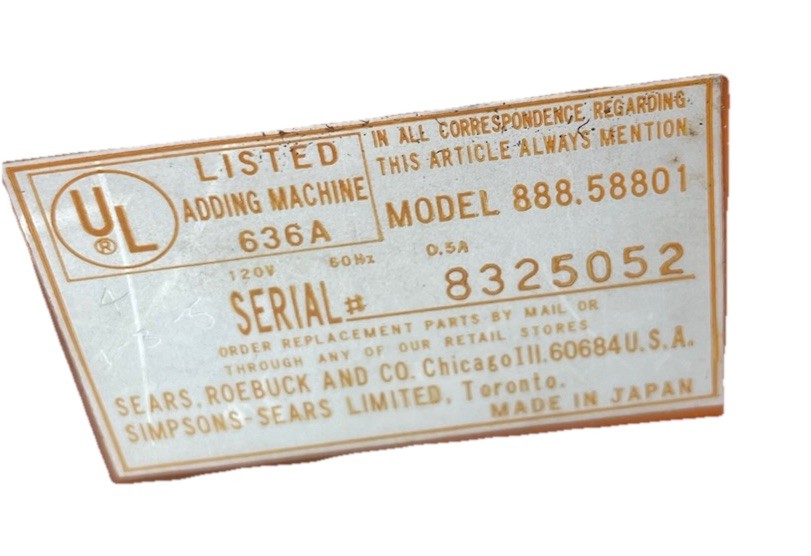 UL®
LISTED
ADDING MACHINE
636A
IN ALL CORRESPONDENCE REGARDING
THIS ARTICLE ALWAYS MENTION.
MODEL 888.58801
120V 60Hz 0.5A
SERIAL # 8325052
ORDER REPLACEMENT PARTS BY MAIL OR
THROUGH ANY OF OUR RETAIL STORES
SEARS, ROEBUCK AND CO. Chicago Ill. 60684 U.S.A.
SIMPSONS-SEARS LIMITED, Toronto.
MADE IN JAPAN